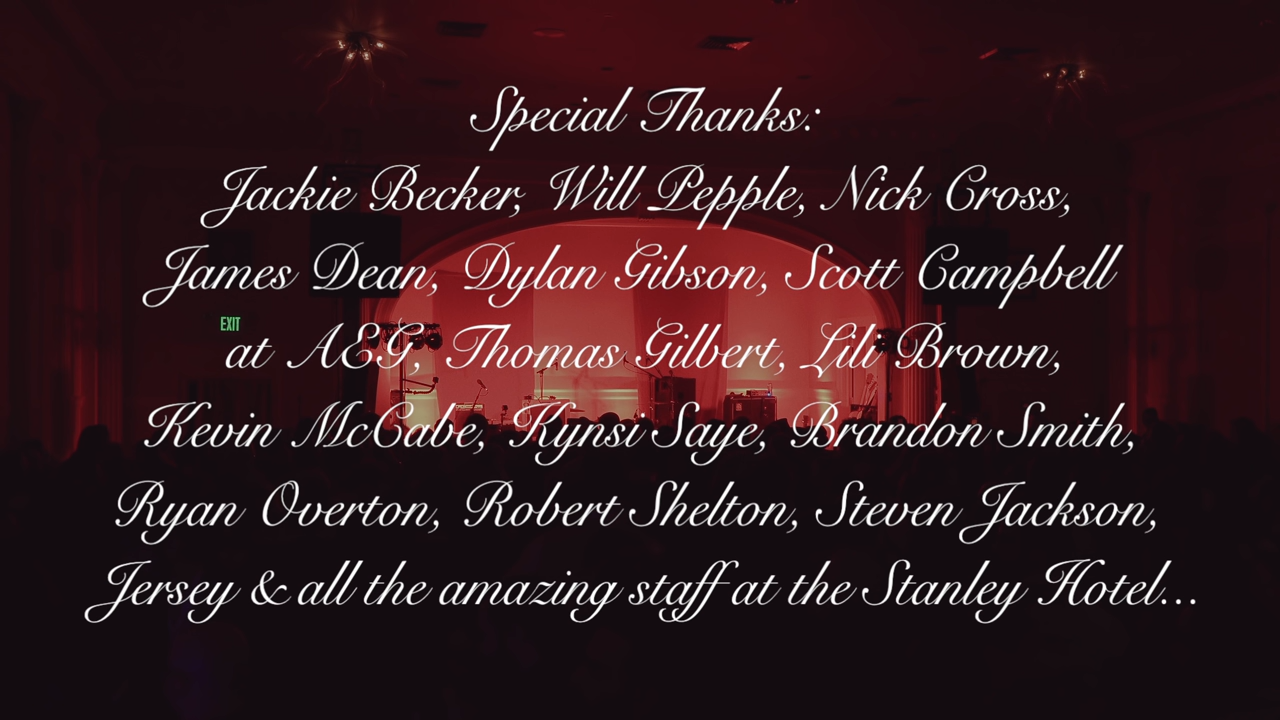 Special Thanks:
Jackie Becker, Will Pepple, Nick Cross,
James Dean, Dylan Gibson, Scott Campbell
EXIT
at AEG, Thomas Gilbert, Lili Brown,
Kevin McCabe, Kynsi Saye, Brandon Smith,
Ryan Overton, Robert Shelton, Steven Jackson,
Jersey & all the amazing staff at the Stanley Hotel...